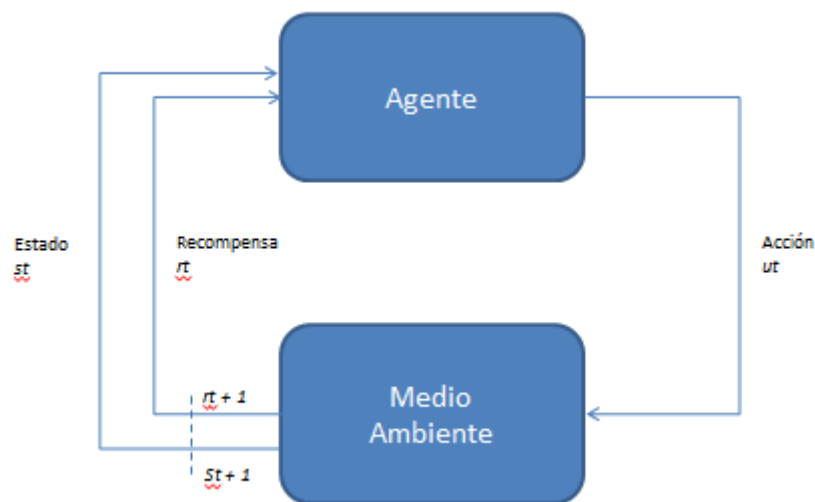 Agente
Estado
st
Recompensa
rt
Acción
ut
rt + 1
Medio
Ambiente
St + 1